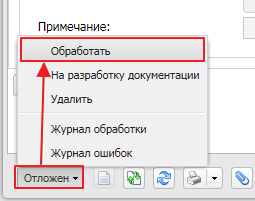 Примечание:
Обработать
На разработку документации
Удалить
Журнал обработки
Журнал ошибок
Отложен